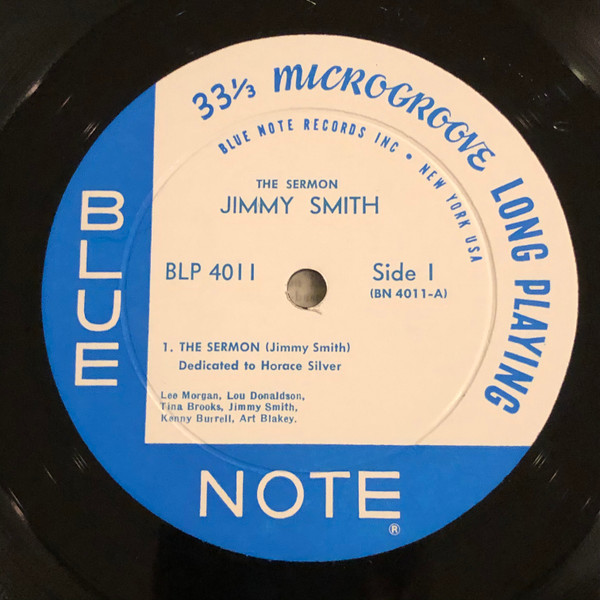 33⅓ MICROGROOVE LONG PLAYING
BLUE NOTE RECORDS INC • NEW YORK USA
THE SERMON
JIMMY SMITH
BLP 4011
Side 1
(BN 4011-A)
1. THE SERMON (Jimmy Smith)
Dedicated to Horace Silver
Lee Morgan, Lou Donaldson,
Tina Brooks, Jimmy Smith,
Kenny Burrell, Art Blakey.
BLUE
NOTE®